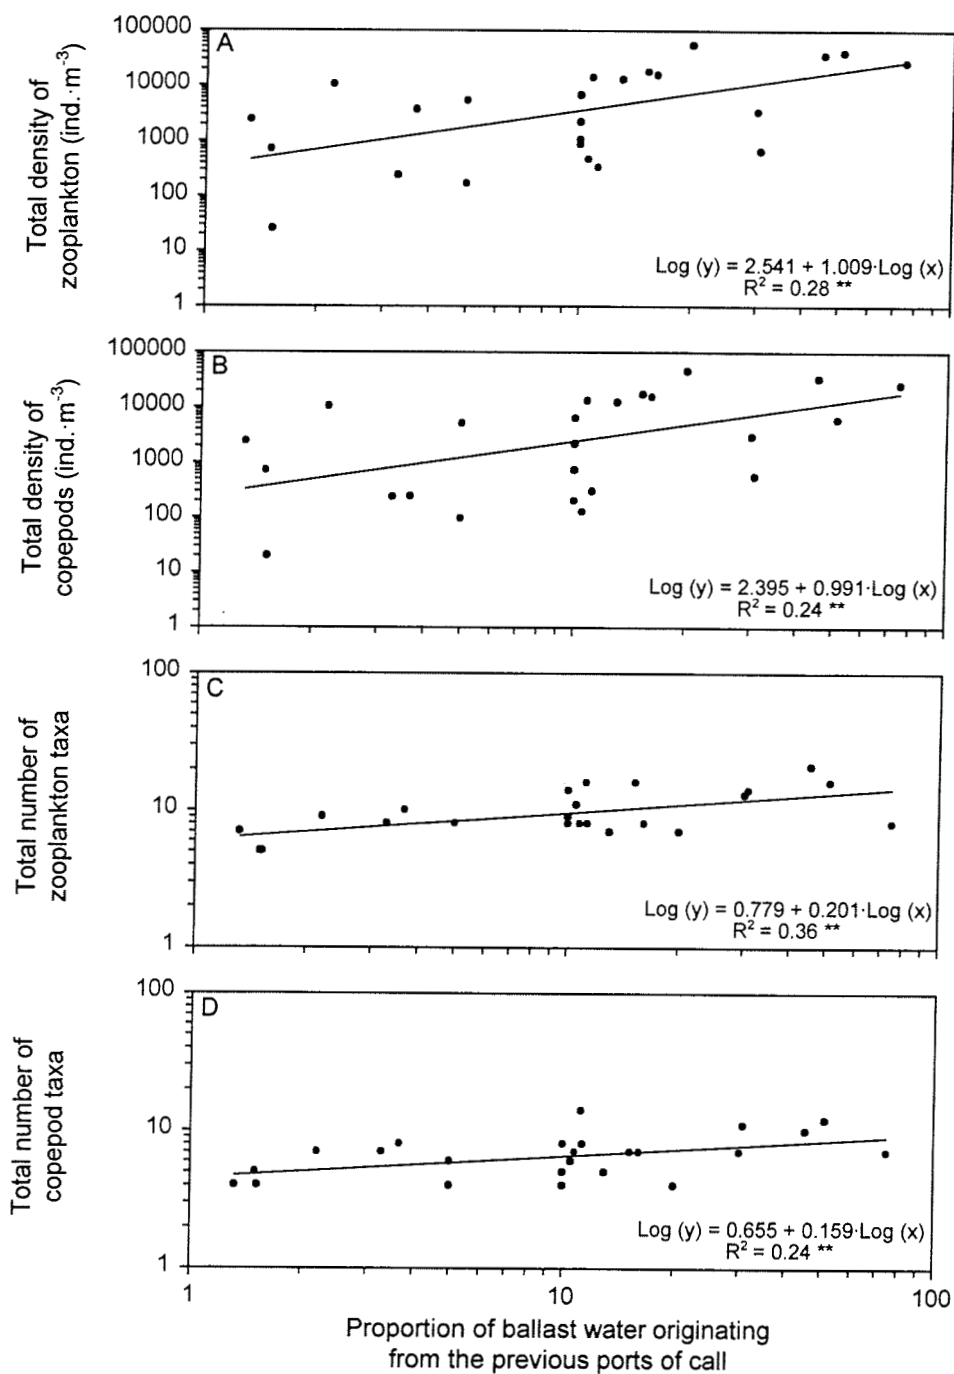 A
100000
10000
1000
100
10
1
Total density of
zooplankton (ind.·m⁻³)
Log (y) = 2.541 + 1.009·Log (x)
R² = 0.28 **
B
100000
10000
1000
100
10
1
Total density of
copepods (ind.·m⁻³)
Log (y) = 2.395 + 0.991·Log (x)
R² = 0.24 **
C
100
10
1
Total number of
zooplankton taxa
Log (y) = 0.779 + 0.201·Log (x)
R² = 0.36 **
D
100
10
1
Total number of
copepod taxa
Log (y) = 0.655 + 0.159·Log (x)
R² = 0.24 **
1
10
100
Proportion of ballast water originating
from the previous ports of call